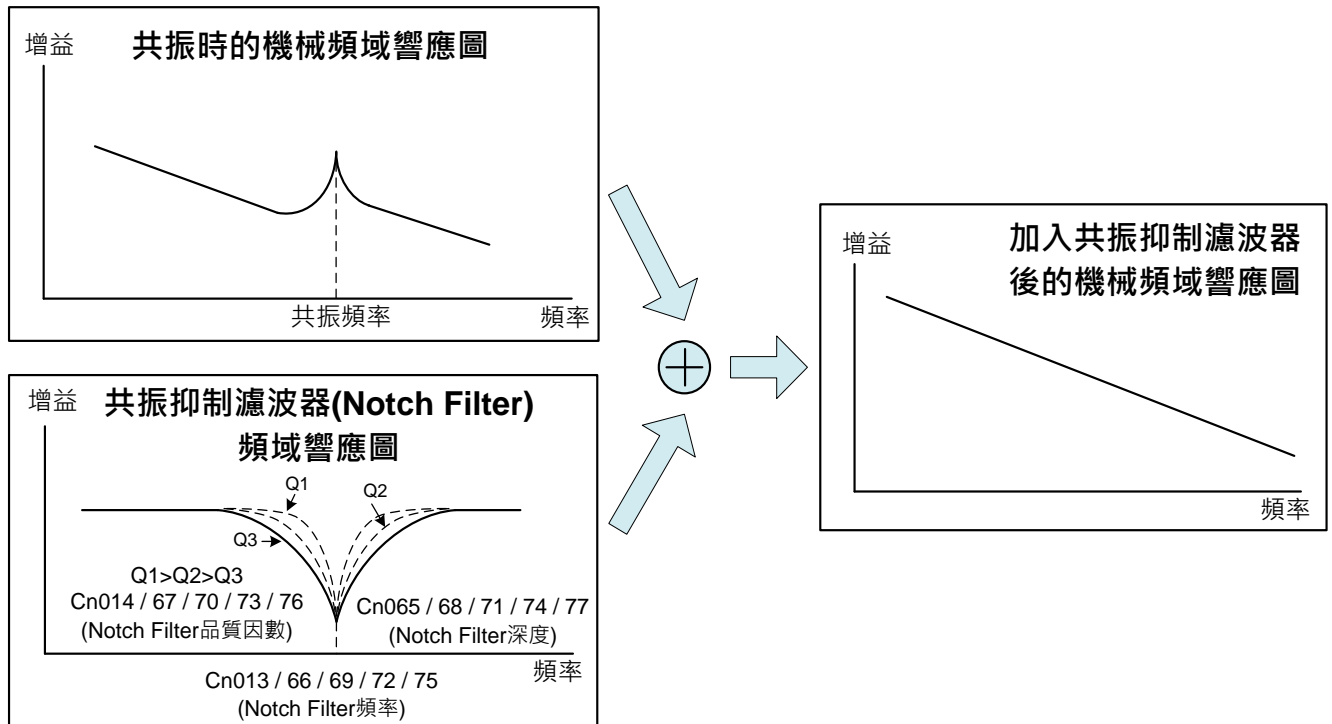 共振時的機械頻域響應圖
增益
共振頻率
頻率
共振抑制濾波器(Notch Filter)
頻域響應圖
增益
Q1
Q2
Q3
Q1>Q2>Q3
Cn014 / 67 / 70 / 73 / 76
(Notch Filter品質因數)
Cn065 / 68 / 71 / 74 / 77
(Notch Filter深度)
頻率
Cn013 / 66 / 69 / 72 / 75
(Notch Filter頻率)
加入共振抑制濾波器
後的機械頻域響應圖
增益
頻率